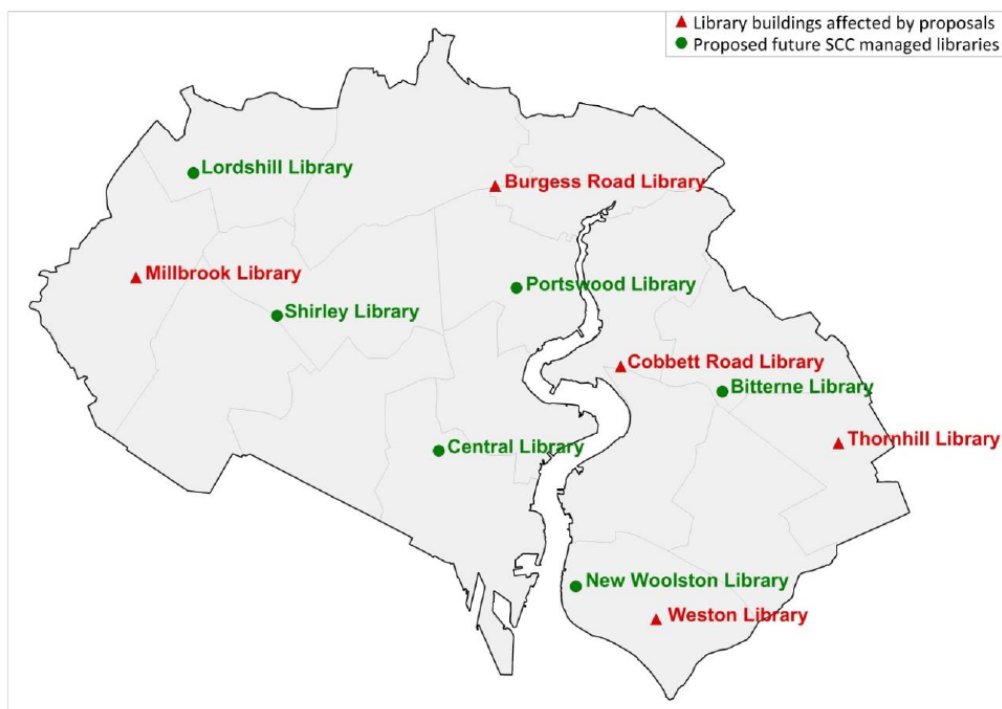 Library buildings affected by proposals
Proposed future SCC managed libraries
Lordshill Library
Burgess Road Library
Millbrook Library
Portswood Library
Shirley Library
Cobbett Road Library
Bitterne Library
Thornhill Library
Central Library
New Woolston Library
Weston Library